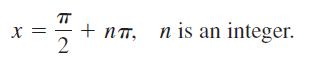 x = π/2 + nπ, n is an integer.